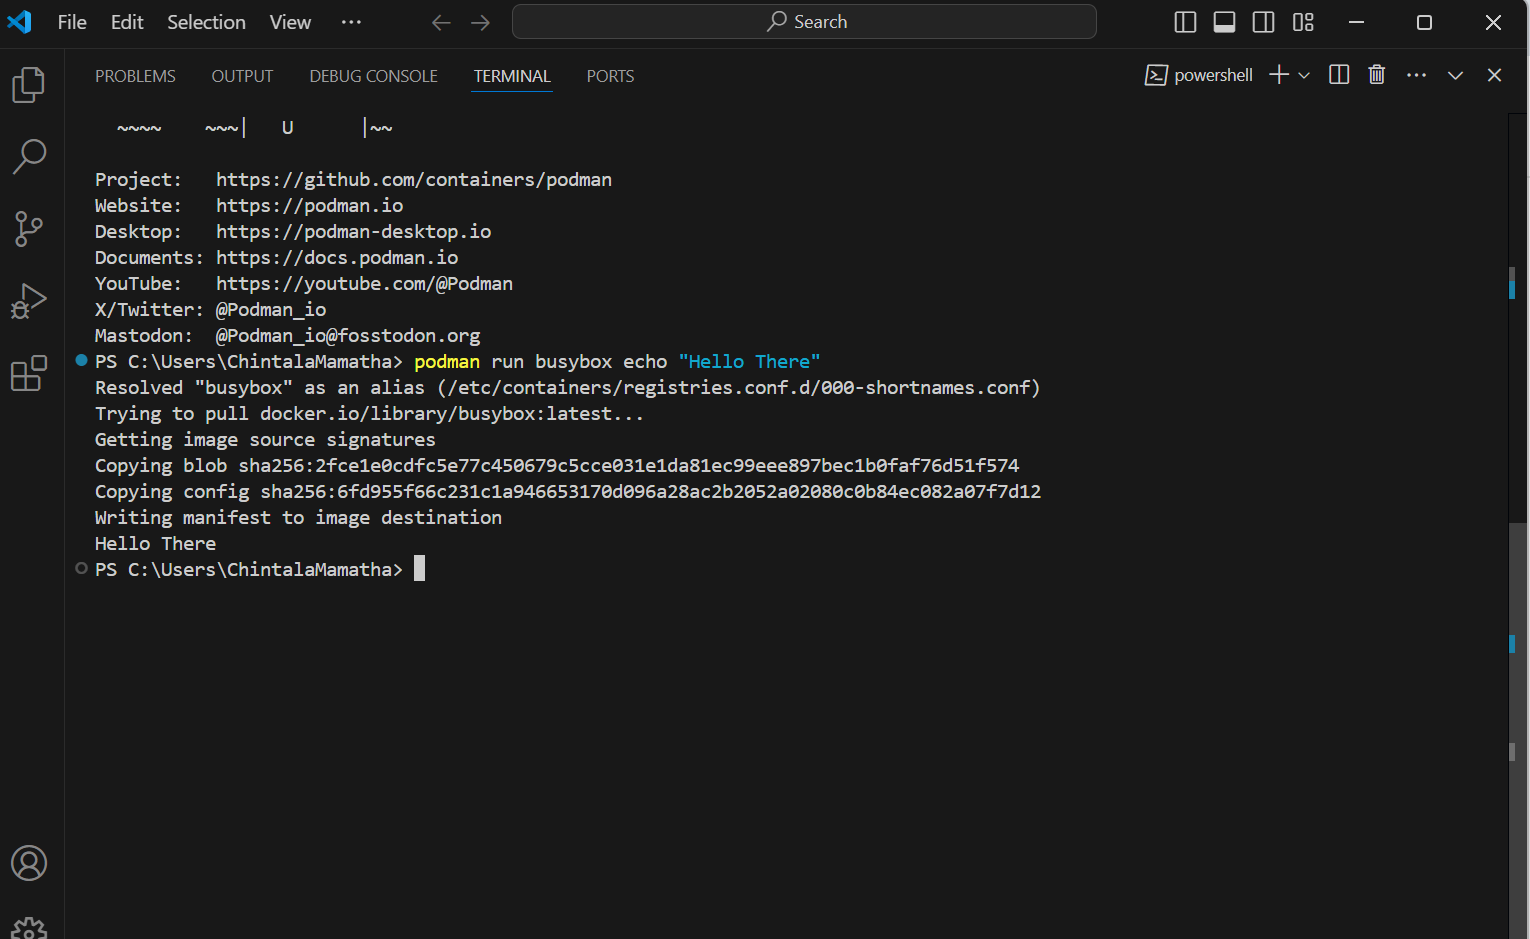 File Edit Selection View ··· Search
PROBLEMS OUTPUT DEBUG CONSOLE TERMINAL PORTS powershell
~~~~    ~~~|   U      |~~
Project:   https://github.com/containers/podman
Website:   https://podman.io
Desktop:   https://podman-desktop.io
Documents: https://docs.podman.io
YouTube:   https://youtube.com/@Podman
X/Twitter: @Podman_io
Mastodon:  @Podman_io@fosstodon.org
PS C:\Users\ChintalaMamatha> podman run busybox echo "Hello There"
Resolved "busybox" as an alias (/etc/containers/registries.conf.d/000-shortnames.conf)
Trying to pull docker.io/library/busybox:latest...
Getting image source signatures
Copying blob sha256:2fce1e0cdfc5e77c450679c5cce031e1da81ec99eee897bec1b0faf76d51f574
Copying config sha256:6fd955f66c231c1a946653170d096a28ac2b2052a02080c0b84ec082a07f7d12
Writing manifest to image destination
Hello There
PS C:\Users\ChintalaMamatha>